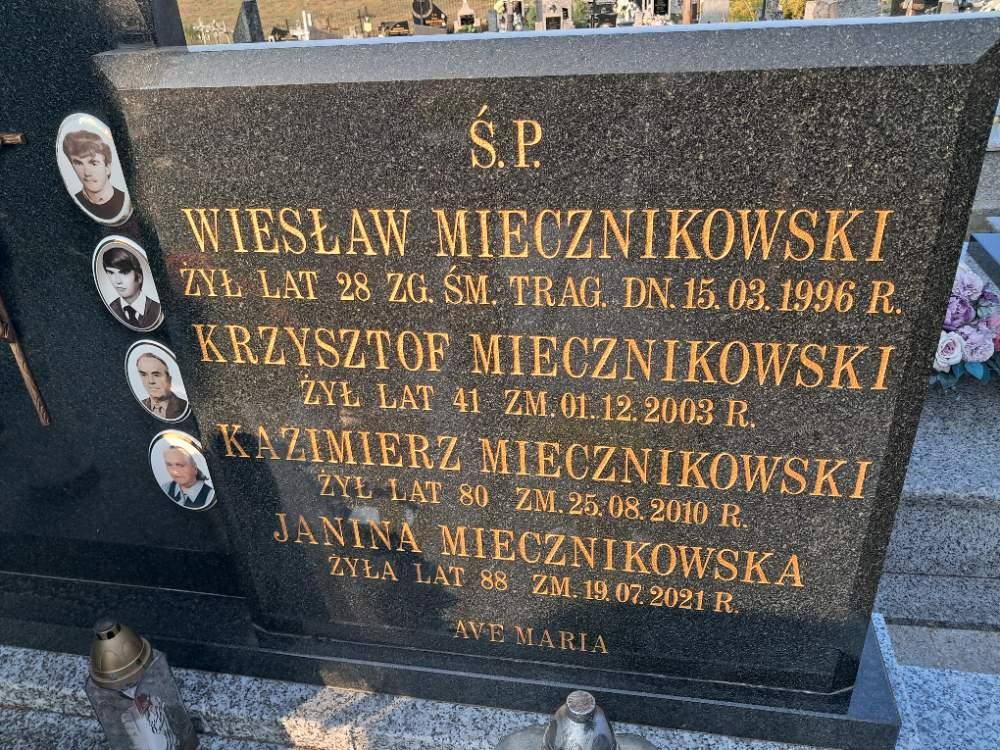 Ś.P.
WIESŁAW MIECZNIKOWSKI
ŻYŁ LAT 28 ZG. ŚM. TRAG. DN. 15.03.1996 R.
KRZYSZTOF MIECZNIKOWSKI
ŻYŁ LAT 41 ZM. 01.12.2003 R.
KAZIMIERZ MIECZNIKOWSKI
ŻYŁ LAT 80 ZM. 25.08.2010 R.
JANINA MIECZNIKOWSKA
ŻYŁA LAT 88 ZM. 19.07.2021 R.
AVE MARIA